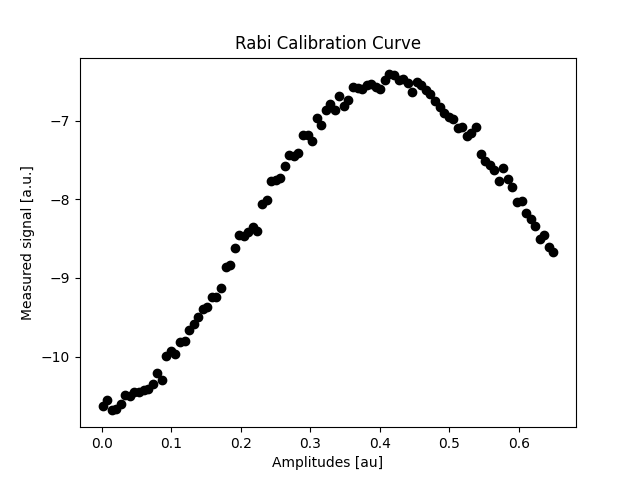 Rabi Calibration Curve
Measured signal [a.u.]
−7
−8
−9
−10
0.0 0.1 0.2 0.3 0.4 0.5 0.6
Amplitudes [au]